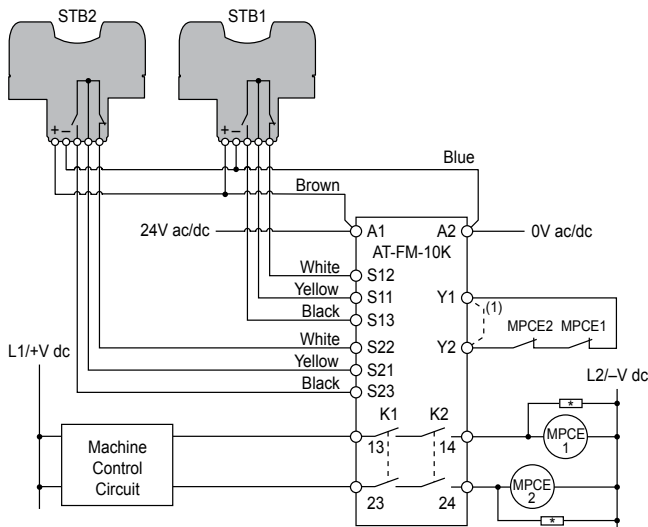 STB2 STB1
+ –
+ –
Blue
Brown
24V ac/dc A1 A2 0V ac/dc
AT-FM-10K
White S12
Yellow S11 Y1
(1)
Black S13
MPCE2 MPCE1
White S22 Y2
L1/+V dc
Yellow S21
L2/–V dc
Black S23
*
K1 K2
13 14
MPCE
1
Machine
Control
Circuit
23 24
MPCE
2
*